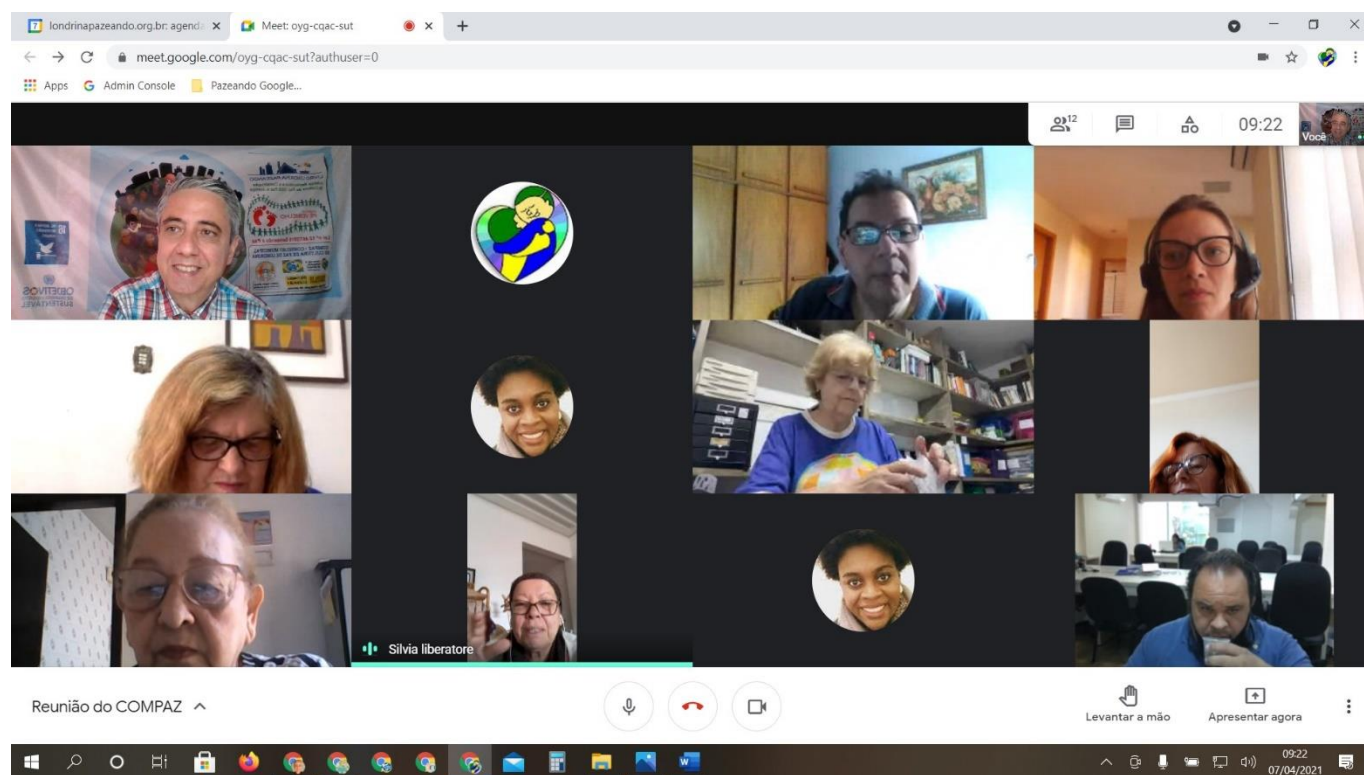 londrinapazeando.org.br: agenda
Meet: oyg-cqac-sut
meet.google.com/oyg-cqac-sut?authuser=0
Apps
Admin Console
Pazeando Google...
12
09:22
Você
OBJETIVOS
SUSTENTÁVEL
Silvia liberatore
Reunião do COMPAZ
Levantar a mão
Apresentar agora
09:22
07/04/2021